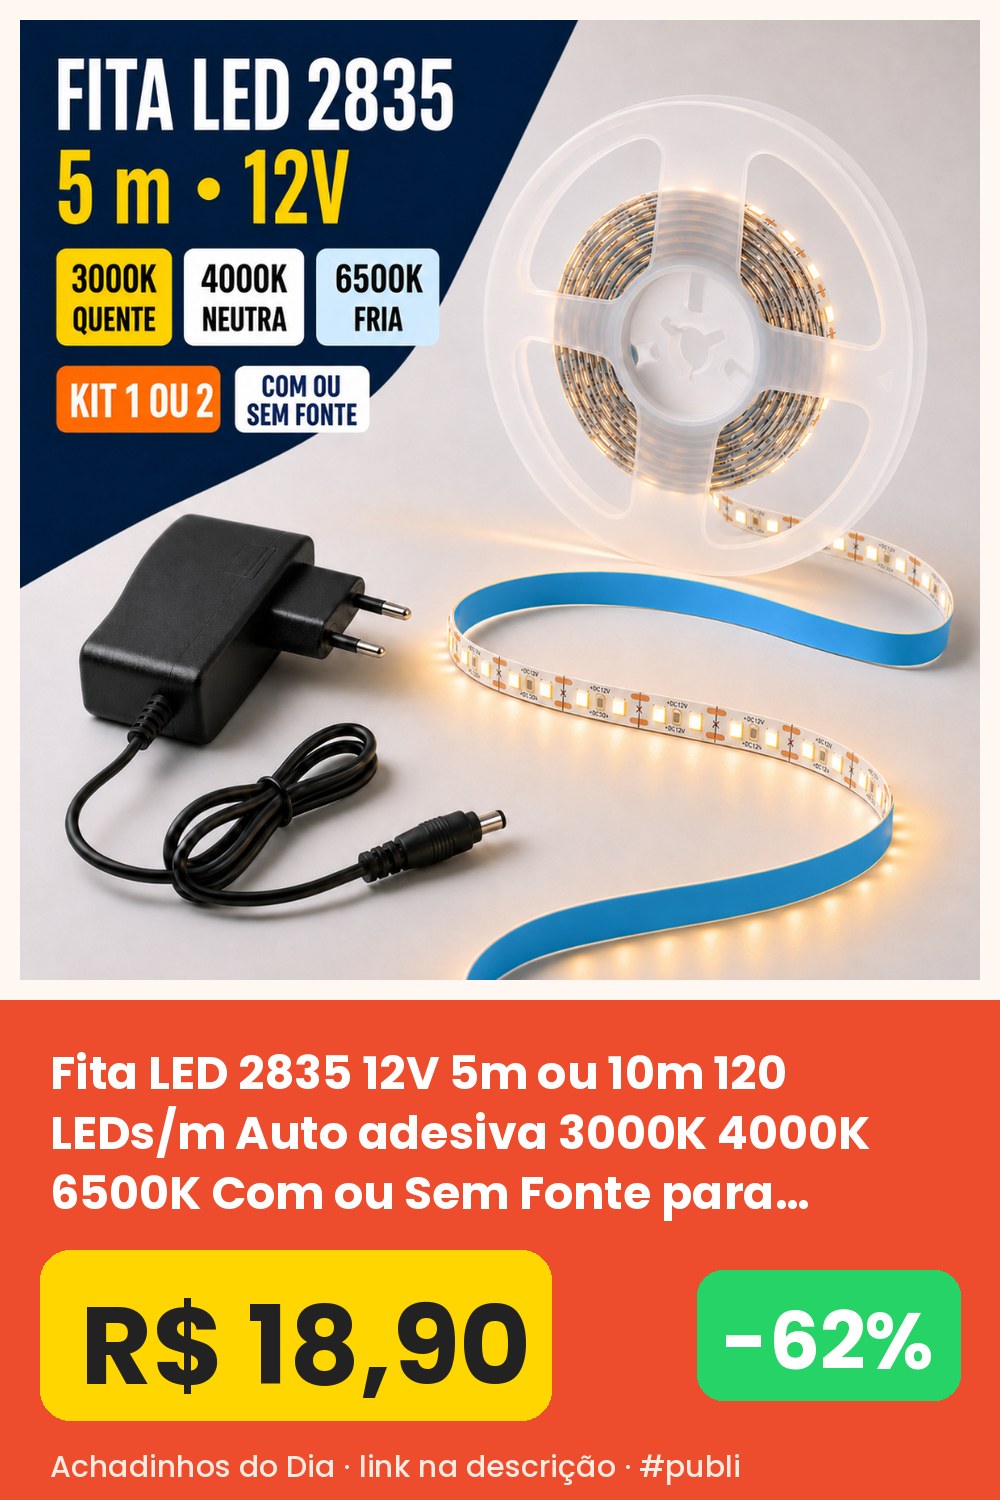 FITA LED 2835
5 m • 12V
3000K
QUENTE
4000K
NEUTRA
6500K
FRIA
KIT 1 OU 2
COM OU
SEM FONTE
Fita LED 2835 12V 5m ou 10m 120
LEDs/m Auto adesiva 3000K 4000K
6500K Com ou Sem Fonte para...
R$ 18,90
-62%
Achadinhos do Dia · link na descrição · #publi